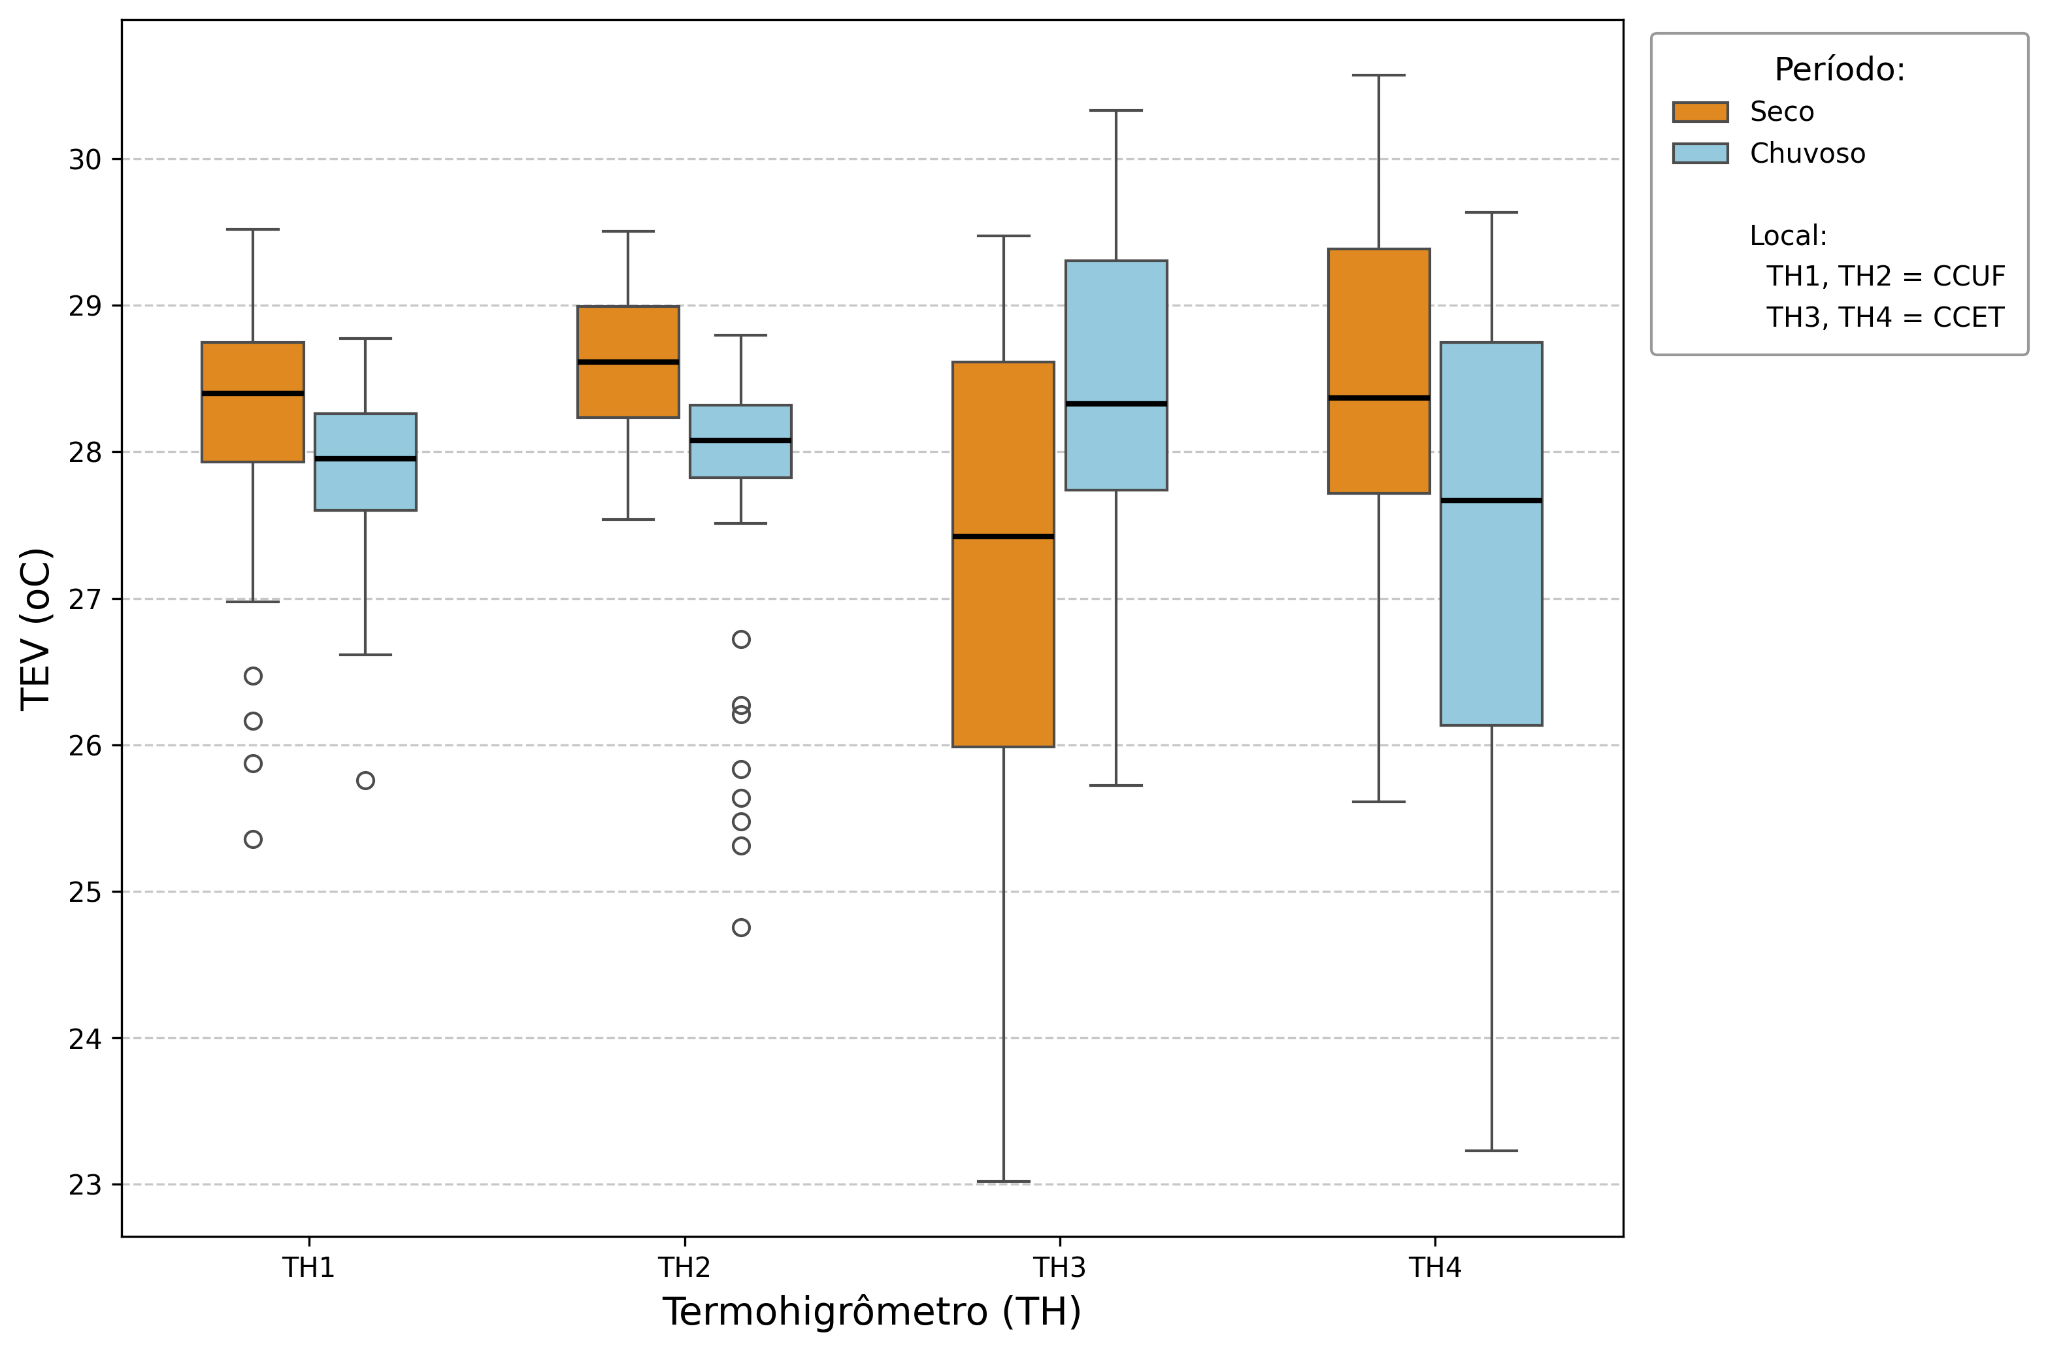 TEV (oC)
30
29
28
27
26
25
24
23
TH1
TH2
TH3
TH4
Termohigrômetro (TH)
Período:
Seco
Chuvoso
Local:
TH1, TH2 = CCUF
TH3, TH4 = CCET